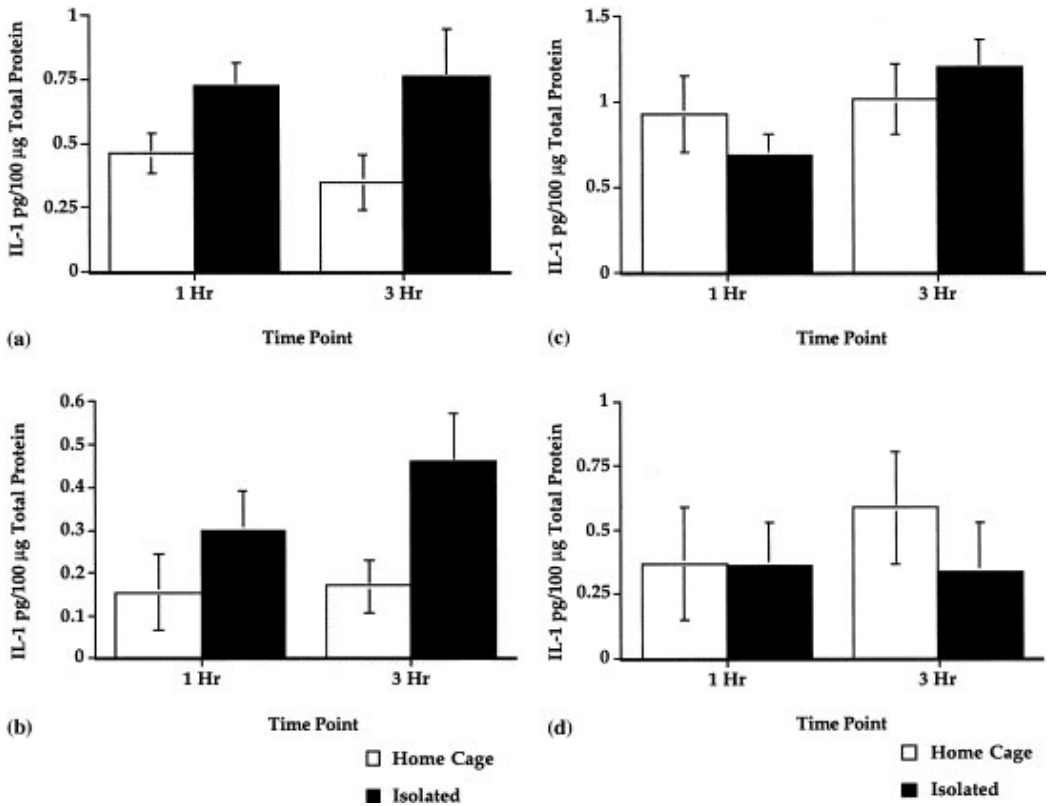 IL-1 pg/100 µg Total Protein
1
0.75
0.5
0.25
0
1 Hr
3 Hr
(a)
Time Point
IL-1 pg/100 µg Total Protein
0.6
0.5
0.4
0.3
0.2
0.1
0
1 Hr
3 Hr
(b)
Time Point
Home Cage
Isolated
IL-1 pg/100 µg Total Protein
1.5
1
0.5
0
1 Hr
3 Hr
(c)
Time Point
IL-1 pg/100 µg Total Protein
1
0.75
0.5
0.25
0
1 Hr
3 Hr
(d)
Time Point
Home Cage
Isolated